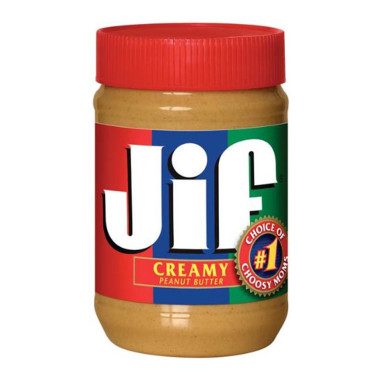 Jif
CREAMY
PEANUT BUTTER
CHOICE OF
#1
CHOOSY MOMS